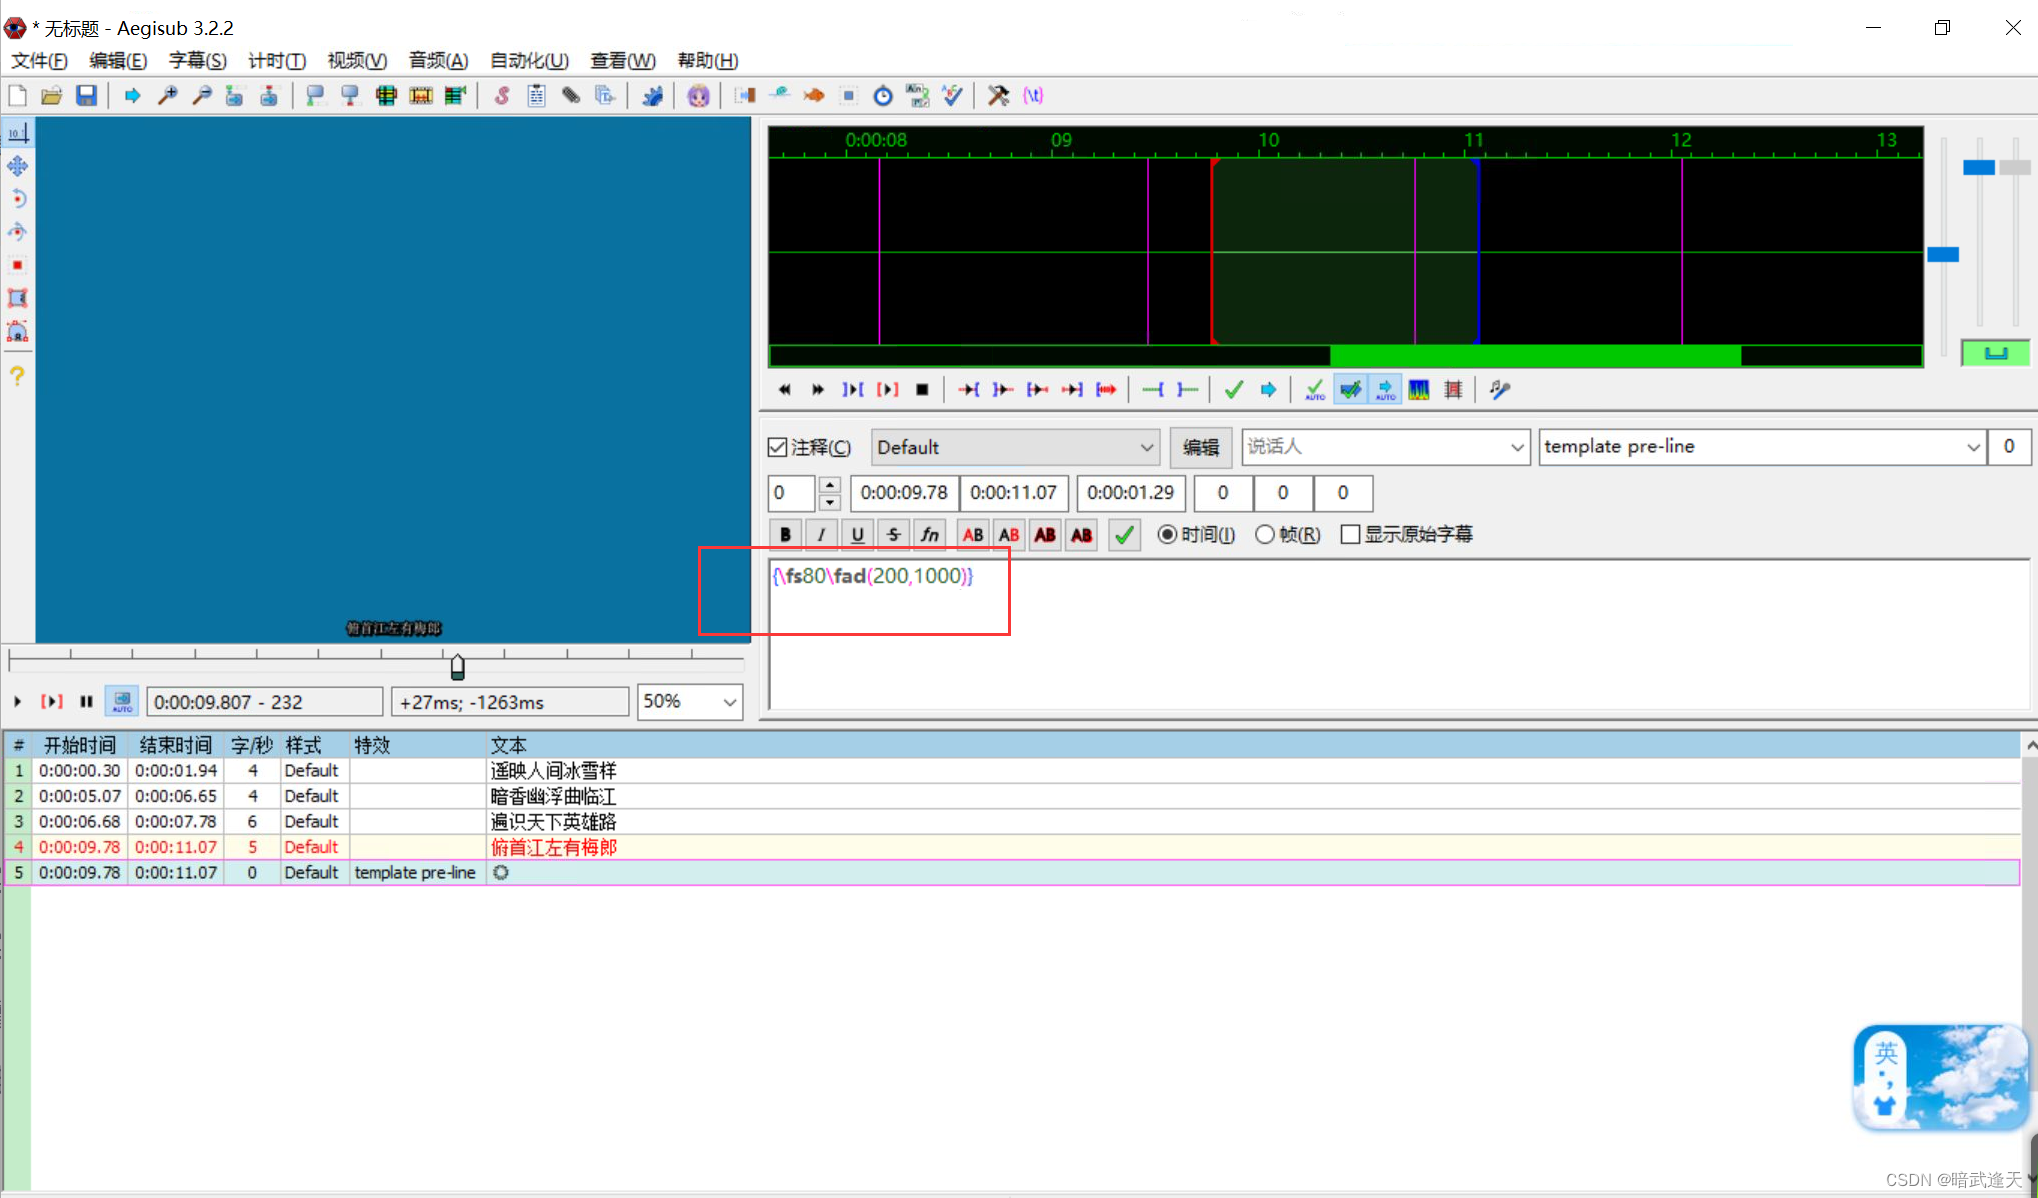 * 无标题 - Aegisub 3.2.2
文件(F) 编辑(E) 字幕(S) 计时(T) 视频(V) 音频(A) 自动化(U) 查看(W) 帮助(H)
0:00:08 09 10 11 12 13
注释(C) Default 编辑 说话人 template pre-line 0
0 0:00:09.78 0:00:11.07 0:00:01.29 0 0 0
B I U S fn AB AB AB AB 时间(I) 帧(R) 显示原始字幕
{\fs80\fad(200,1000)}
俯首江左有梅郎
AUTO 0:00:09.807 - 232 +27ms; -1263ms 50%
# 开始时间 结束时间 字/秒 样式 特效 文本
1 0:00:00.30 0:00:01.94 4 Default 遥映人间冰雪样
2 0:00:05.07 0:00:06.65 4 Default 暗香幽浮曲临江
3 0:00:06.68 0:00:07.78 6 Default 遍识天下英雄路
4 0:00:09.78 0:00:11.07 5 Default 俯首江左有梅郎
5 0:00:09.78 0:00:11.07 0 Default template pre-line
英
CSDN @暗武逢天